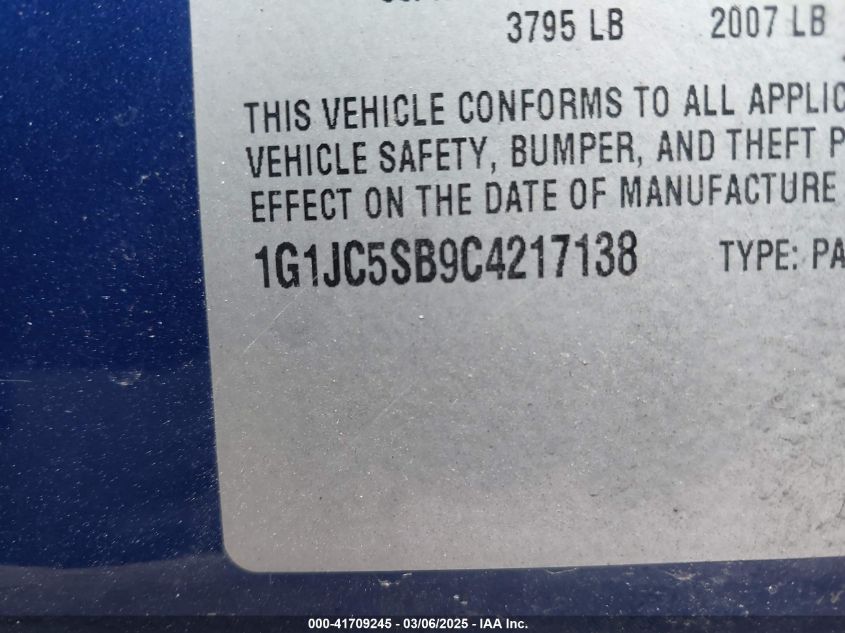 3795 LB 2007 LB
THIS VEHICLE CONFORMS TO ALL APPLIC
VEHICLE SAFETY, BUMPER, AND THEFT P
EFFECT ON THE DATE OF MANUFACTURE
1G1JC5SB9C4217138 TYPE: PA
000-41709245 - 03/06/2025 - IAA Inc.